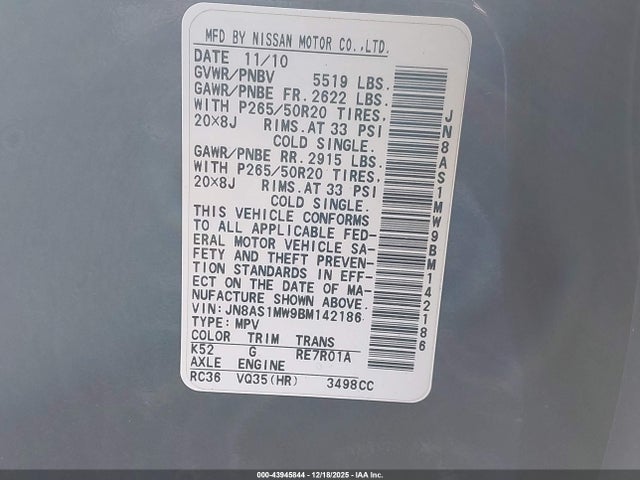 MFD BY NISSAN MOTOR CO.,LTD.
DATE 11/10
GVWR/PNBV 5519 LBS.
GAWR/PNBE FR. 2622 LBS.
WITH P265/50R20 TIRES,
20×8J RIMS. AT 33 PSI
COLD SINGLE.
GAWR/PNBE RR. 2915 LBS.
WITH P265/50R20 TIRES,
20×8J RIMS. AT 33 PSI
COLD SINGLE.
THIS VEHICLE CONFORMS
TO ALL APPLICABLE FED-
ERAL MOTOR VEHICLE SA-
FETY AND THEFT PREVEN-
TION STANDARDS IN EFF-
ECT ON THE DATE OF MA-
NUFACTURE SHOWN ABOVE.
VIN: JN8AS1MW9BM142186
TYPE: MPV
COLOR TRIM TRANS
K52 G RE7R01A
AXLE ENGINE
RC36 VQ35(HR) 3498CC
JN8AS1MW9BM142186
000-43945844 - 12/18/2025 - IAA Inc.